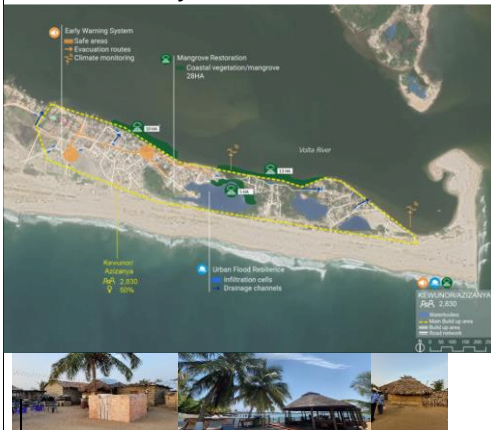 Early Warning System
Safe areas
Evacuation routes
Climate monitoring
Mangrove Restoration
Coastal vegetation/mangrove
28HA
Volta River
Kewunor/
Azizanya
2,830
50%
Urban Flood Resilience
Infiltration cells
Drainage channels
KEWUNOR/AZIZANYA
2,830
Waterbodies
Main Build up area
Build up area
Road network